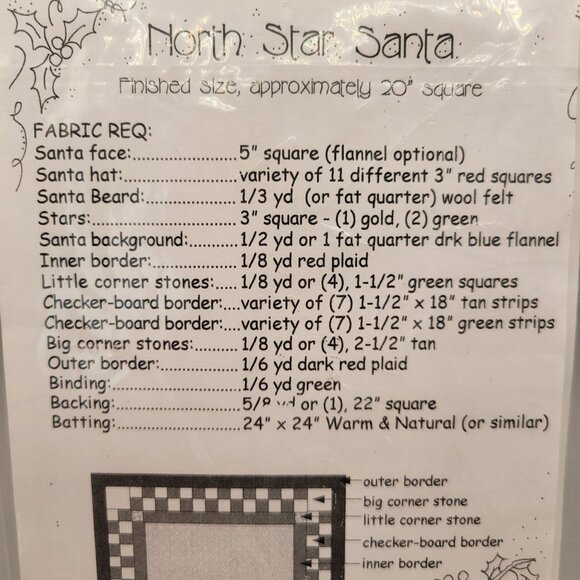 North Star Santa
Finished size, approximately 20" square
FABRIC REQ:
Santa face:..........................5" square (flannel optional)
Santa hat:...........................variety of 11 different 3" red squares
Santa Beard:.......................1/3 yd (or fat quarter) wool felt
Stars:...................................3" square - (1) gold, (2) green
Santa background:............1/2 yd or 1 fat quarter drk blue flannel
Inner border:.....................1/8 yd red plaid
Little corner stones:........1/8 yd or (4), 1-1/2" green squares
Checker-board border:....variety of (7) 1-1/2" x 18" tan strips
Checker-board border:....variety of (7) 1-1/2" x 18" green strips
Big corner stones:...........1/8 yd or (4), 2-1/2" tan
Outer border:...................1/6 yd dark red plaid
Binding:..............................1/6 yd green
Backing:..............................5/8 yd or (1), 22" square
Batting:..............................24" x 24" Warm & Natural (or similar)
outer border
big corner stone
little corner stone
checker-board border
inner border